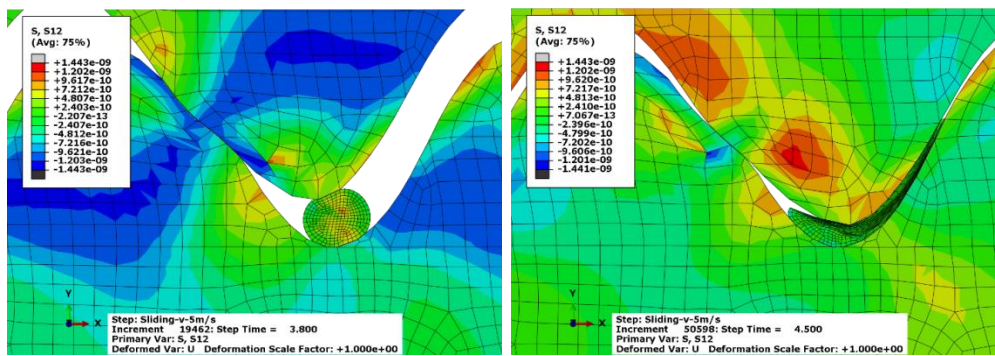 S, S12
(Avg: 75%)
+1.443e-09
+1.202e-09
+9.617e-10
+7.212e-10
+4.807e-10
+2.403e-10
-2.207e-13
-2.407e-10
-4.812e-10
-7.216e-10
-9.621e-10
-1.203e-09
-1.443e-09
Y
X
Step: Sliding-v-5m/s
Increment 19462: Step Time = 3.800
Primary Var: S, S12
Deformed Var: U Deformation Scale Factor: +1.000e+00
S, S12
(Avg: 75%)
+1.443e-09
+1.202e-09
+9.620e-10
+7.217e-10
+4.813e-10
+2.410e-10
+7.067e-13
-2.396e-10
-4.799e-10
-7.202e-10
-9.606e-10
-1.201e-09
-1.441e-09
Y
X
Step: Sliding-v-5m/s
Increment 50598: Step Time = 4.500
Primary Var: S, S12
Deformed Var: U Deformation Scale Factor: +1.000e+00